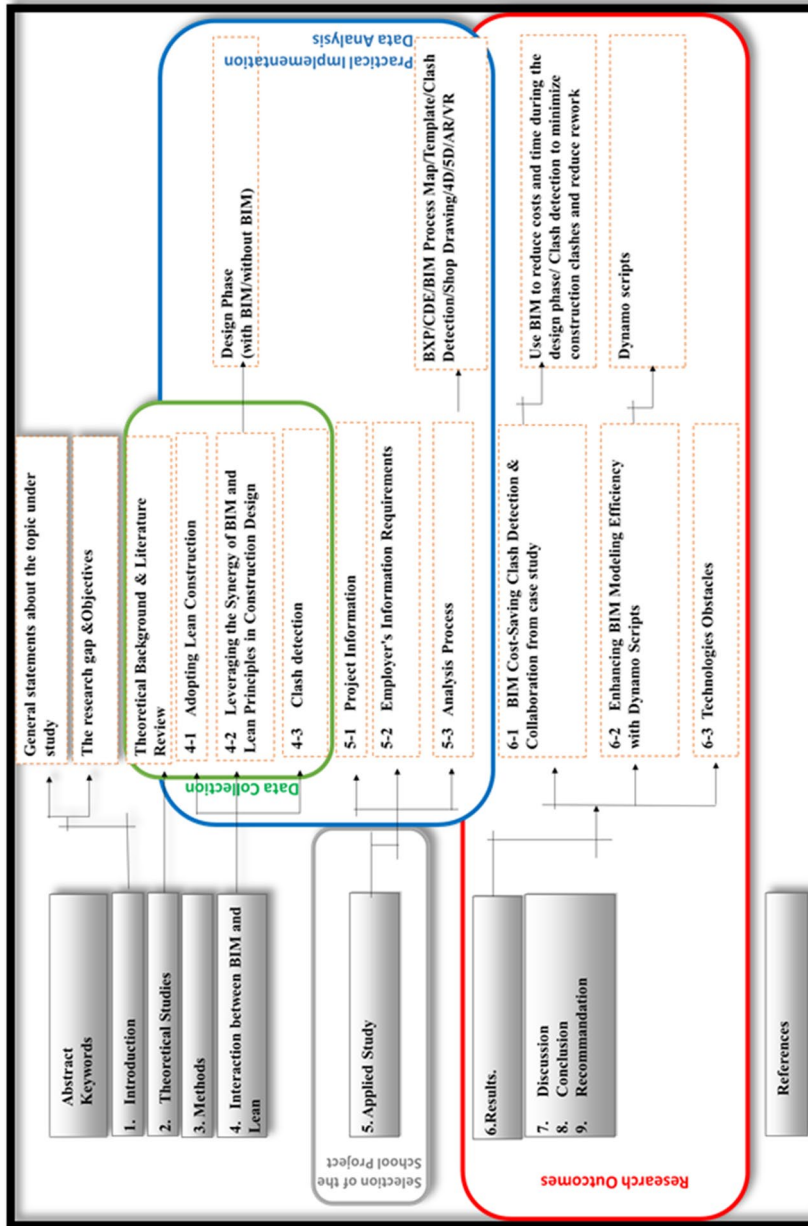 Abstract
Keywords
1. Introduction
2. Theoretical Studies
3. Methods
4. Interaction between BIM and
Lean
Selection of the
School Project
5. Applied Study
6.Results.
7. Discussion
8. Conclusion
9. Recommandation
Research Outcomes
References
General statements about the topic under
study
The research gap &Objectives
Theoretical Background & Literature
Review
4-1 Adopting Lean Construction
4-2 Leveraging the Synergy of BIM and
Lean Principles in Construction Design
4-3 Clash detection
Data Collection
5-1 Project Information
5-2 Employer's Information Requirements
5-3 Analysis Process
6-1 BIM Cost-Saving Clash Detection &
Collaboration from case study
6-2 Enhancing BIM Modeling Efficiency
with Dynamo Scripts
6-3 Technologies Obstacles
Practical Implementation
Data Analysis
Design Phase
(with BIM/without BIM)
BXP/CDE/BIM Process Map/Template/Clash
Detection/Shop Drawing/4D/5D/AR/VR
Use BIM to reduce costs and time during the
design phase/ Clash detection to minimize
construction clashes and reduce rework
Dynamo scripts